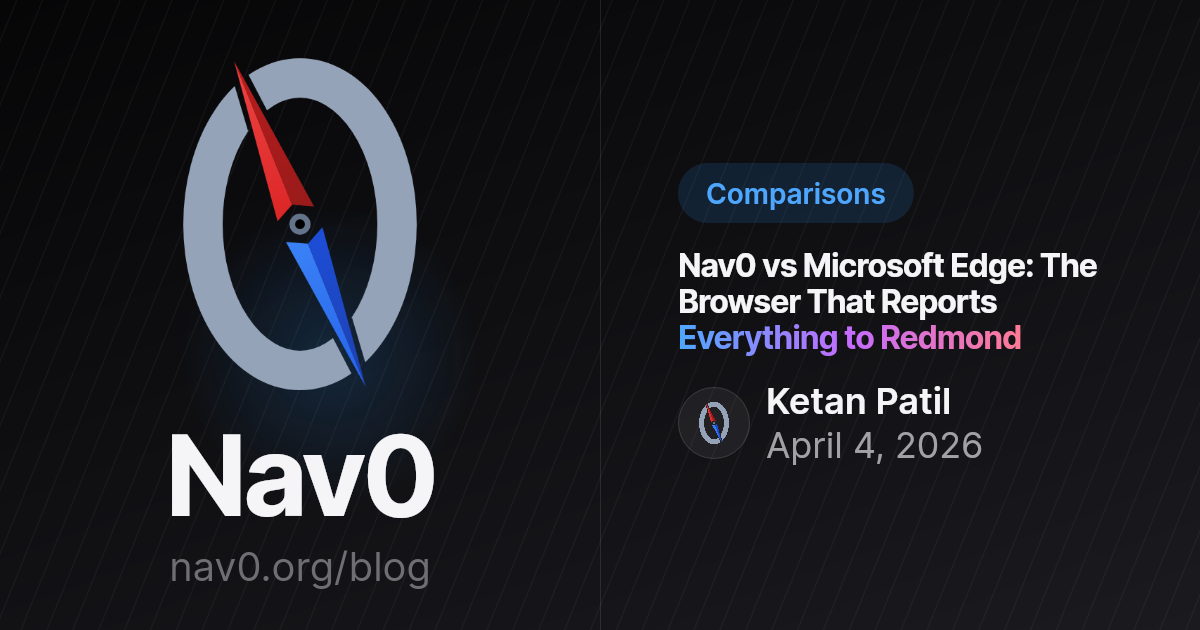 Nav0
nav0.org/blog
Comparisons
Nav0 vs Microsoft Edge: The
Browser That Reports
Everything to Redmond
Ketan Patil
April 4, 2026